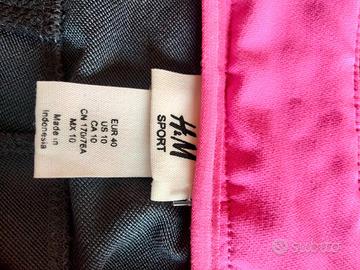 H&M
SPORT
EUR 40
US 10
CA 10
CN 170/76A
MX 10
Made in
Indonesia
subito